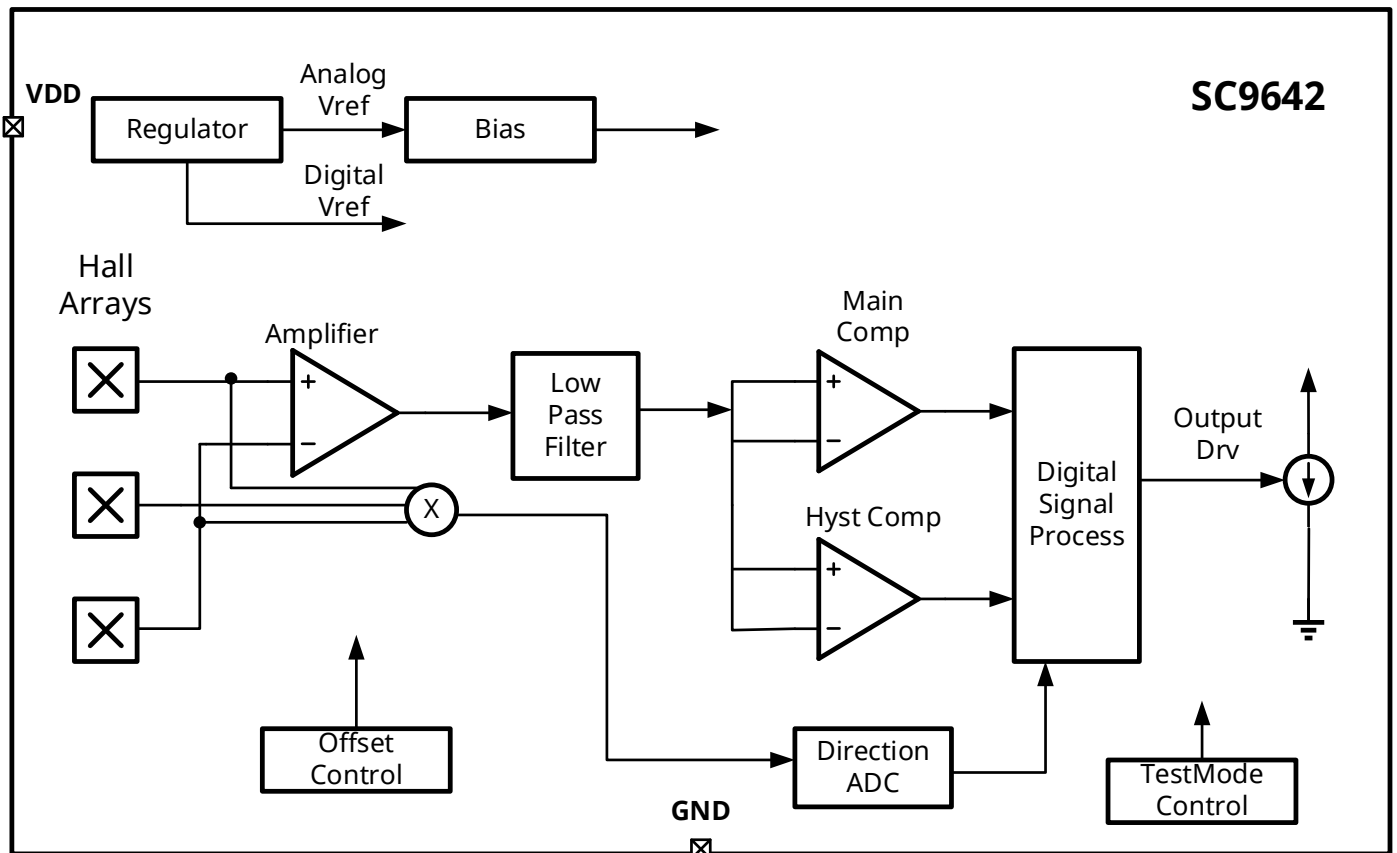 SC9642
VDD
Analog
Vref
Regulator
Bias
Digital
Vref
Hall
Arrays
Amplifier
+
−
Low
Pass
Filter
Main
Comp
+
−
Hyst Comp
+
−
X
Digital
Signal
Process
Output
Drv
Offset
Control
Direction
ADC
TestMode
Control
GND